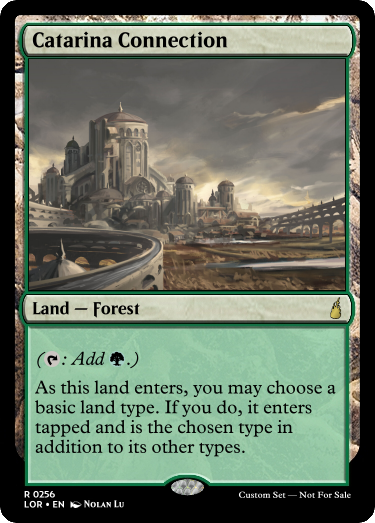 Catarina Connection
Land — Forest
(: Add .)
As this land enters, you may choose a
basic land type. If you do, it enters
tapped and is the chosen type in
addition to its other types.
R 0256
LOR • EN Nolan Lu
Custom Set — Not For Sale